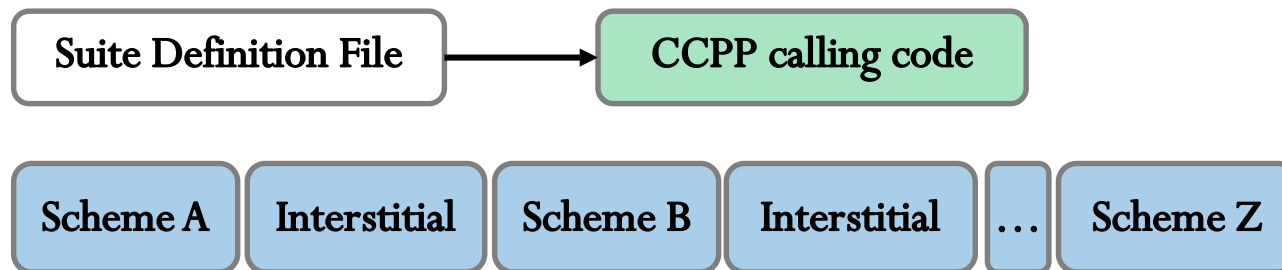 Suite Definition File CCPP calling code
Scheme A Interstitial Scheme B Interstitial ... Scheme Z